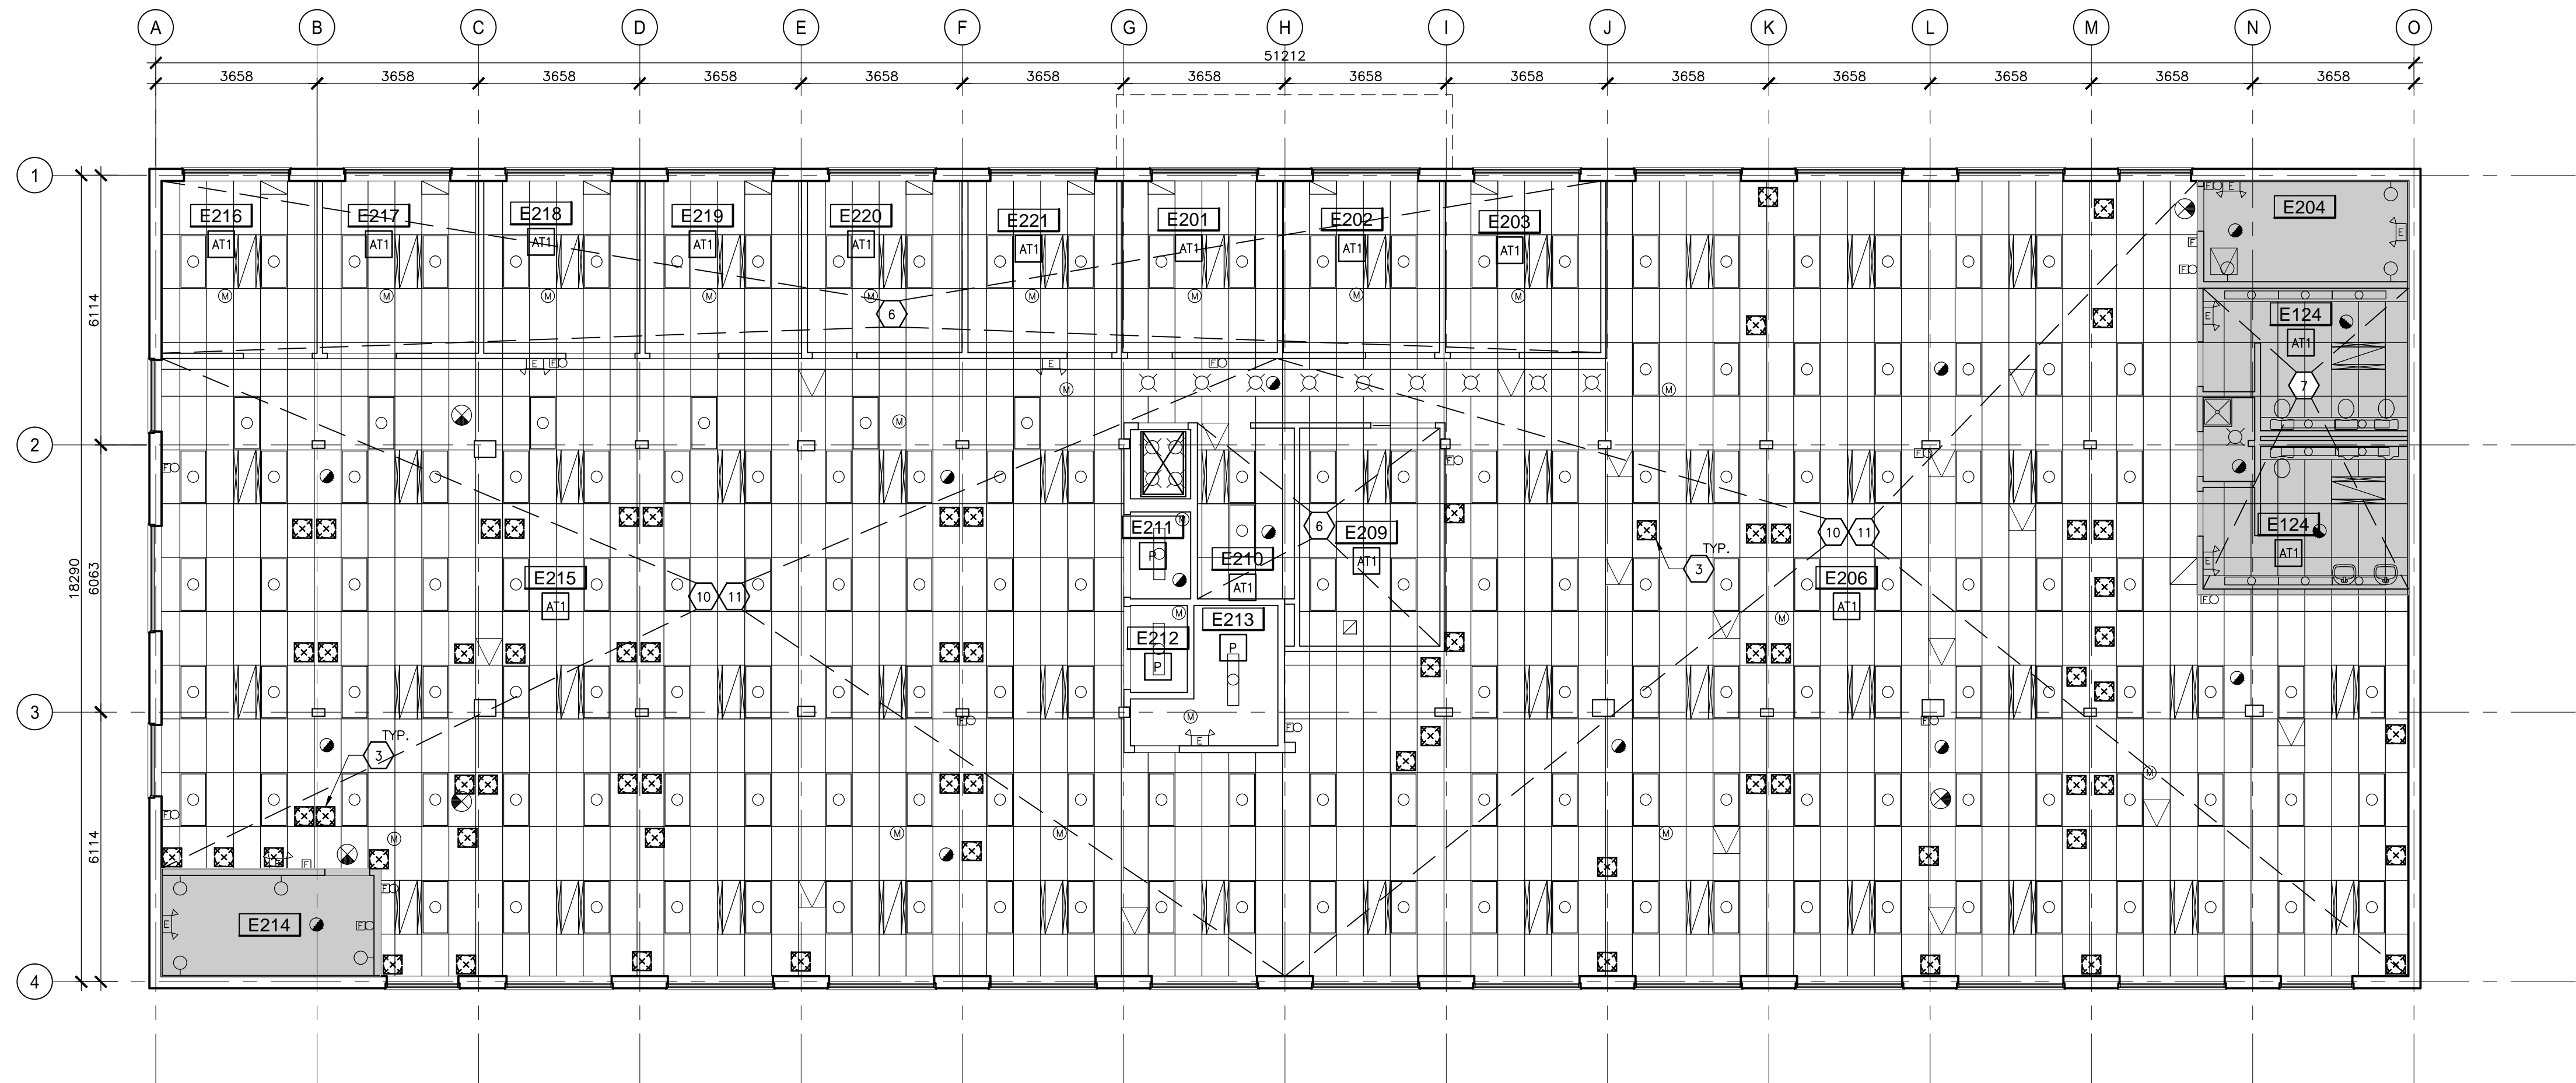 A B C D E F G H I J K L M N O
51212
3658 3658 3658 3658 3658 3658 3658 3658 3658 3658 3658 3658 3658 3658
1
E216 E217 E218 E219 E220 E221 E201 E202 E203 E204
AT1 AT1 AT1 AT1 AT1 AT1 AT1 AT1 AT1
F E
E
F
F
M M M M M M M M M
6114
6
E E124
AT1
E F E F
7
M M M
2
F F F
E211 M 6 E209
P E210 AT1
AT1
TYP.
3
10 11
E206
AT1
E124
AT1
E
F
18290
6063
E215
AT1
10 11
M
E212
P
E213
P
M
3
M
E
F F F
TYP.
3
F
M M M M M
6114
F
F
E E214 F
4